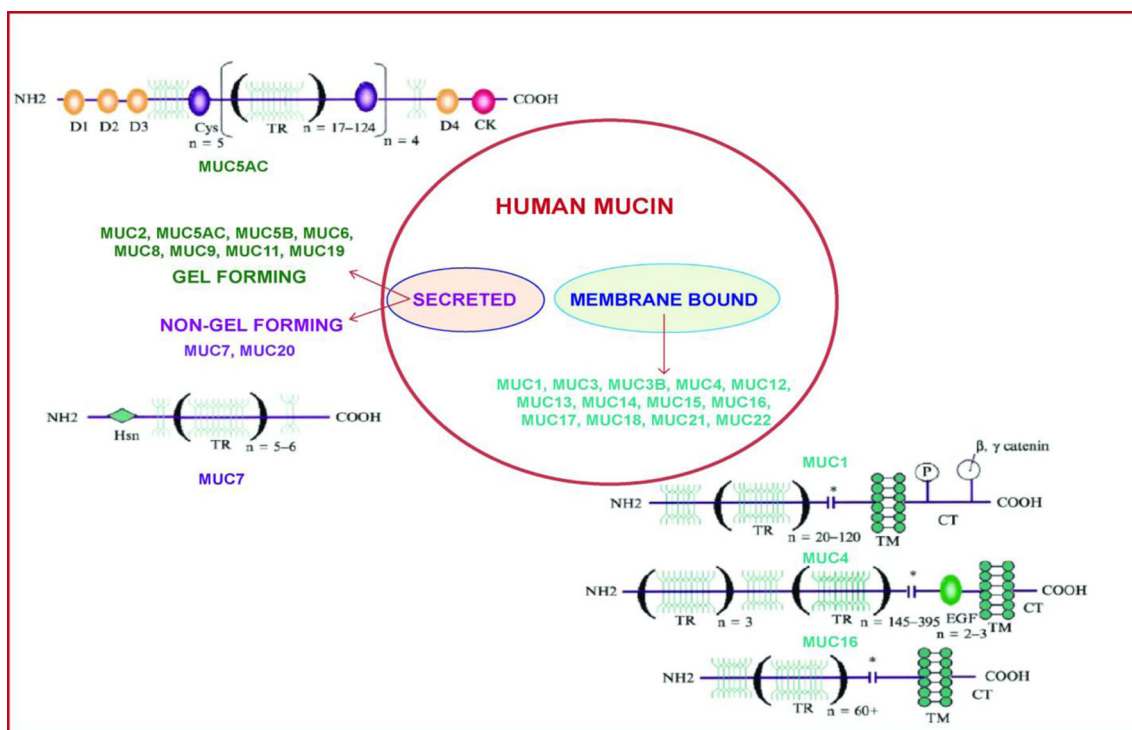 NH2 D1 D2 D3 Cys TR D4 CK COOH
n = 5 n = 17–124 n = 4
MUC5AC
HUMAN MUCIN
MUC2, MUC5AC, MUC5B, MUC6,
MUC8, MUC9, MUC11, MUC19
GEL FORMING
SECRETED
MEMBRANE BOUND
NON-GEL FORMING
MUC7, MUC20
MUC1, MUC3, MUC3B, MUC4, MUC12,
MUC13, MUC14, MUC15, MUC16,
MUC17, MUC18, MUC21, MUC22
NH2 COOH
Hsn TR n = 5–6
MUC7
MUC1
β, γ catenin
* P
NH2 COOH
TR n = 20–120 TM CT
MUC4
*
NH2 COOH
TR n = 3 TR n = 145–395 EGF TM CT
n = 2–3
MUC16
*
NH2 COOH
TR n = 60+ TM CT